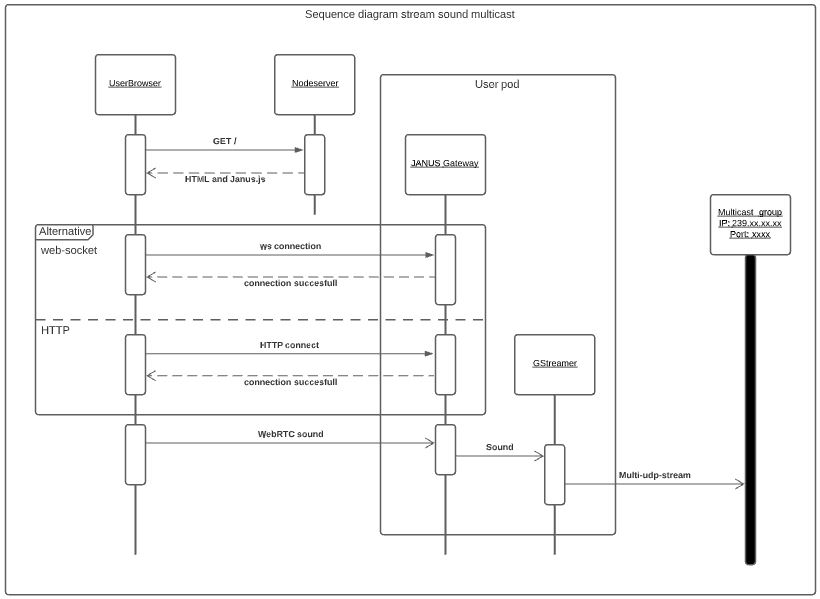 Sequence diagram stream sound multicast
UserBrowser
Nodeserver
User pod
GET /
HTML and Janus.js
JANUS Gateway
Multicast group
IP: 239.xx.xx.xx
Port: xxxx
Alternative
web-socket
ws connection
connection succesfull
HTTP
HTTP connect
connection succesfull
GStreamer
WebRTC sound
Sound
Multi-udp-stream